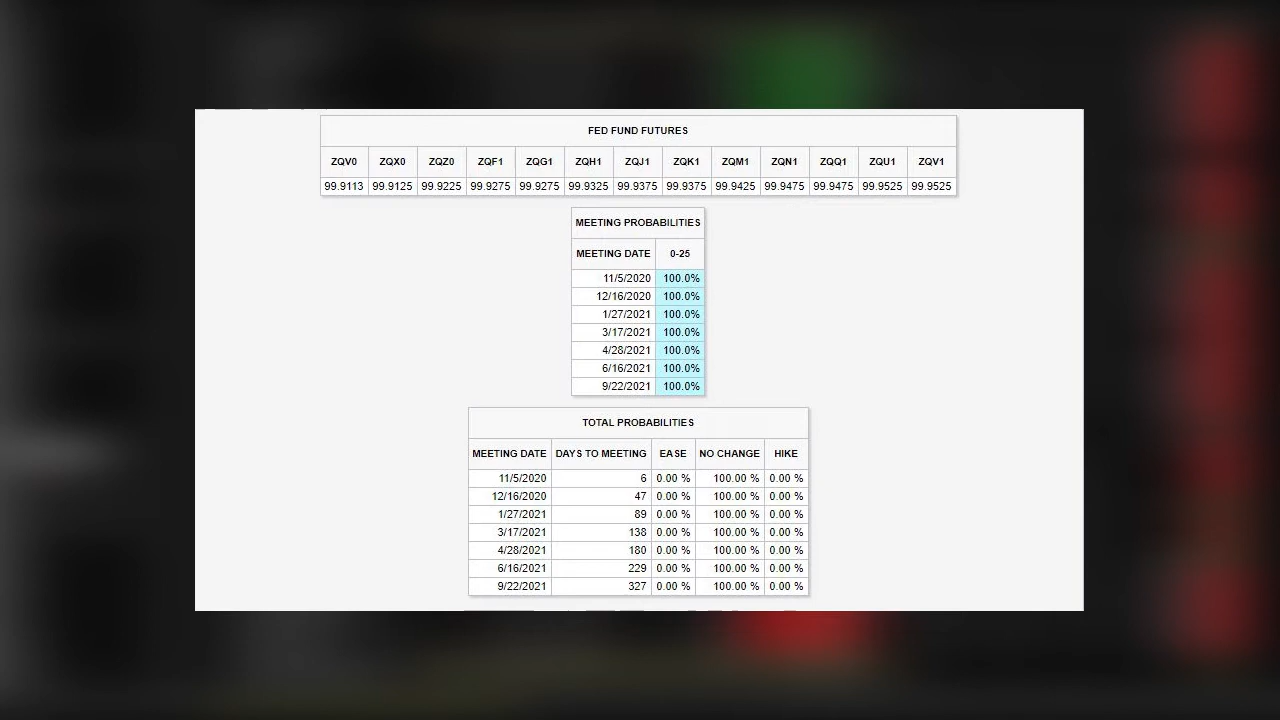 FED FUND FUTURES
ZQV0 ZQX0 ZQZ0 ZQF1 ZQG1 ZQH1 ZQJ1 ZQK1 ZQM1 ZQN1 ZQQ1 ZQU1 ZQV1
99.9113 99.9125 99.9225 99.9275 99.9275 99.9325 99.9375 99.9375 99.9425 99.9475 99.9475 99.9525 99.9525
MEETING PROBABILITIES
MEETING DATE 0-25
11/5/2020 100.0%
12/16/2020 100.0%
1/27/2021 100.0%
3/17/2021 100.0%
4/28/2021 100.0%
6/16/2021 100.0%
9/22/2021 100.0%
TOTAL PROBABILITIES
MEETING DATE DAYS TO MEETING EASE NO CHANGE HIKE
11/5/2020 6 0.00 % 100.00 % 0.00 %
12/16/2020 47 0.00 % 100.00 % 0.00 %
1/27/2021 89 0.00 % 100.00 % 0.00 %
3/17/2021 138 0.00 % 100.00 % 0.00 %
4/28/2021 180 0.00 % 100.00 % 0.00 %
6/16/2021 229 0.00 % 100.00 % 0.00 %
9/22/2021 327 0.00 % 100.00 % 0.00 %